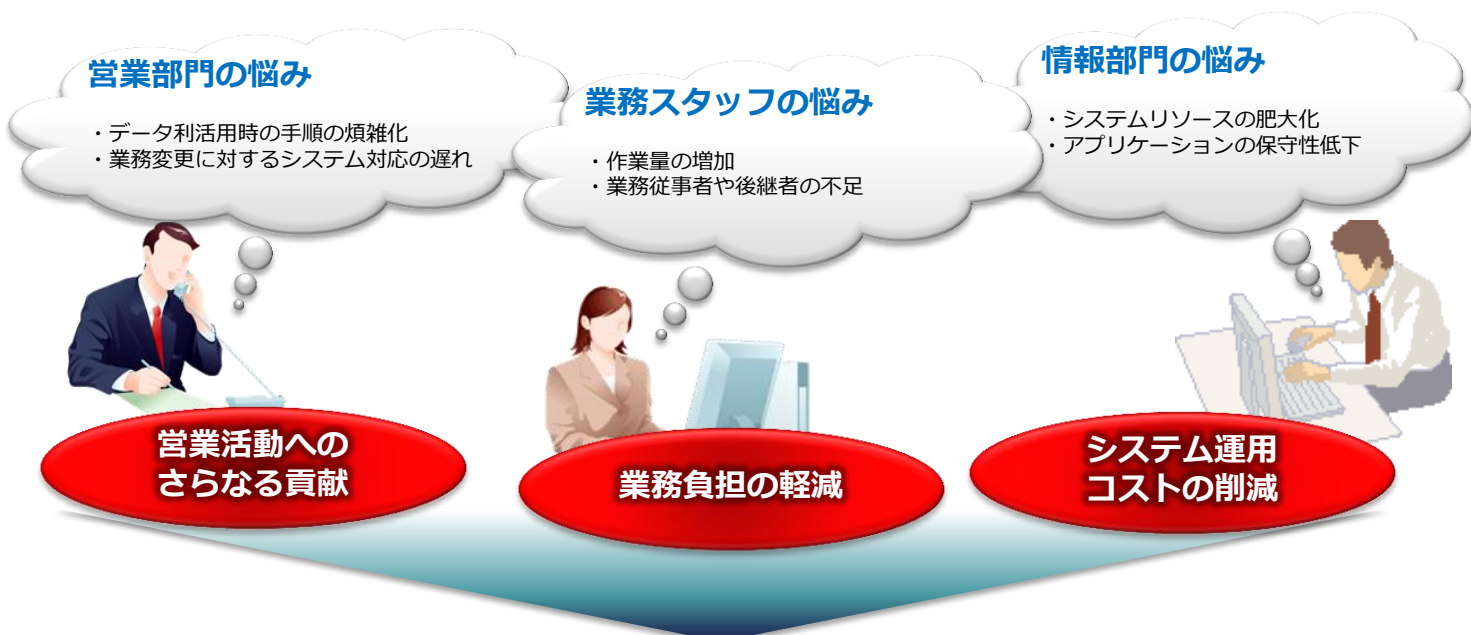 営業部門の悩み
・データ利活用時の手順の煩雑化
・業務変更に対するシステム対応の遅れ
業務スタッフの悩み
・作業量の増加
・業務従事者や後継者の不足
情報部門の悩み
・システムリソースの肥大化
・アプリケーションの保守性低下
営業活動への
さらなる貢献
業務負担の軽減
システム運用
コストの削減